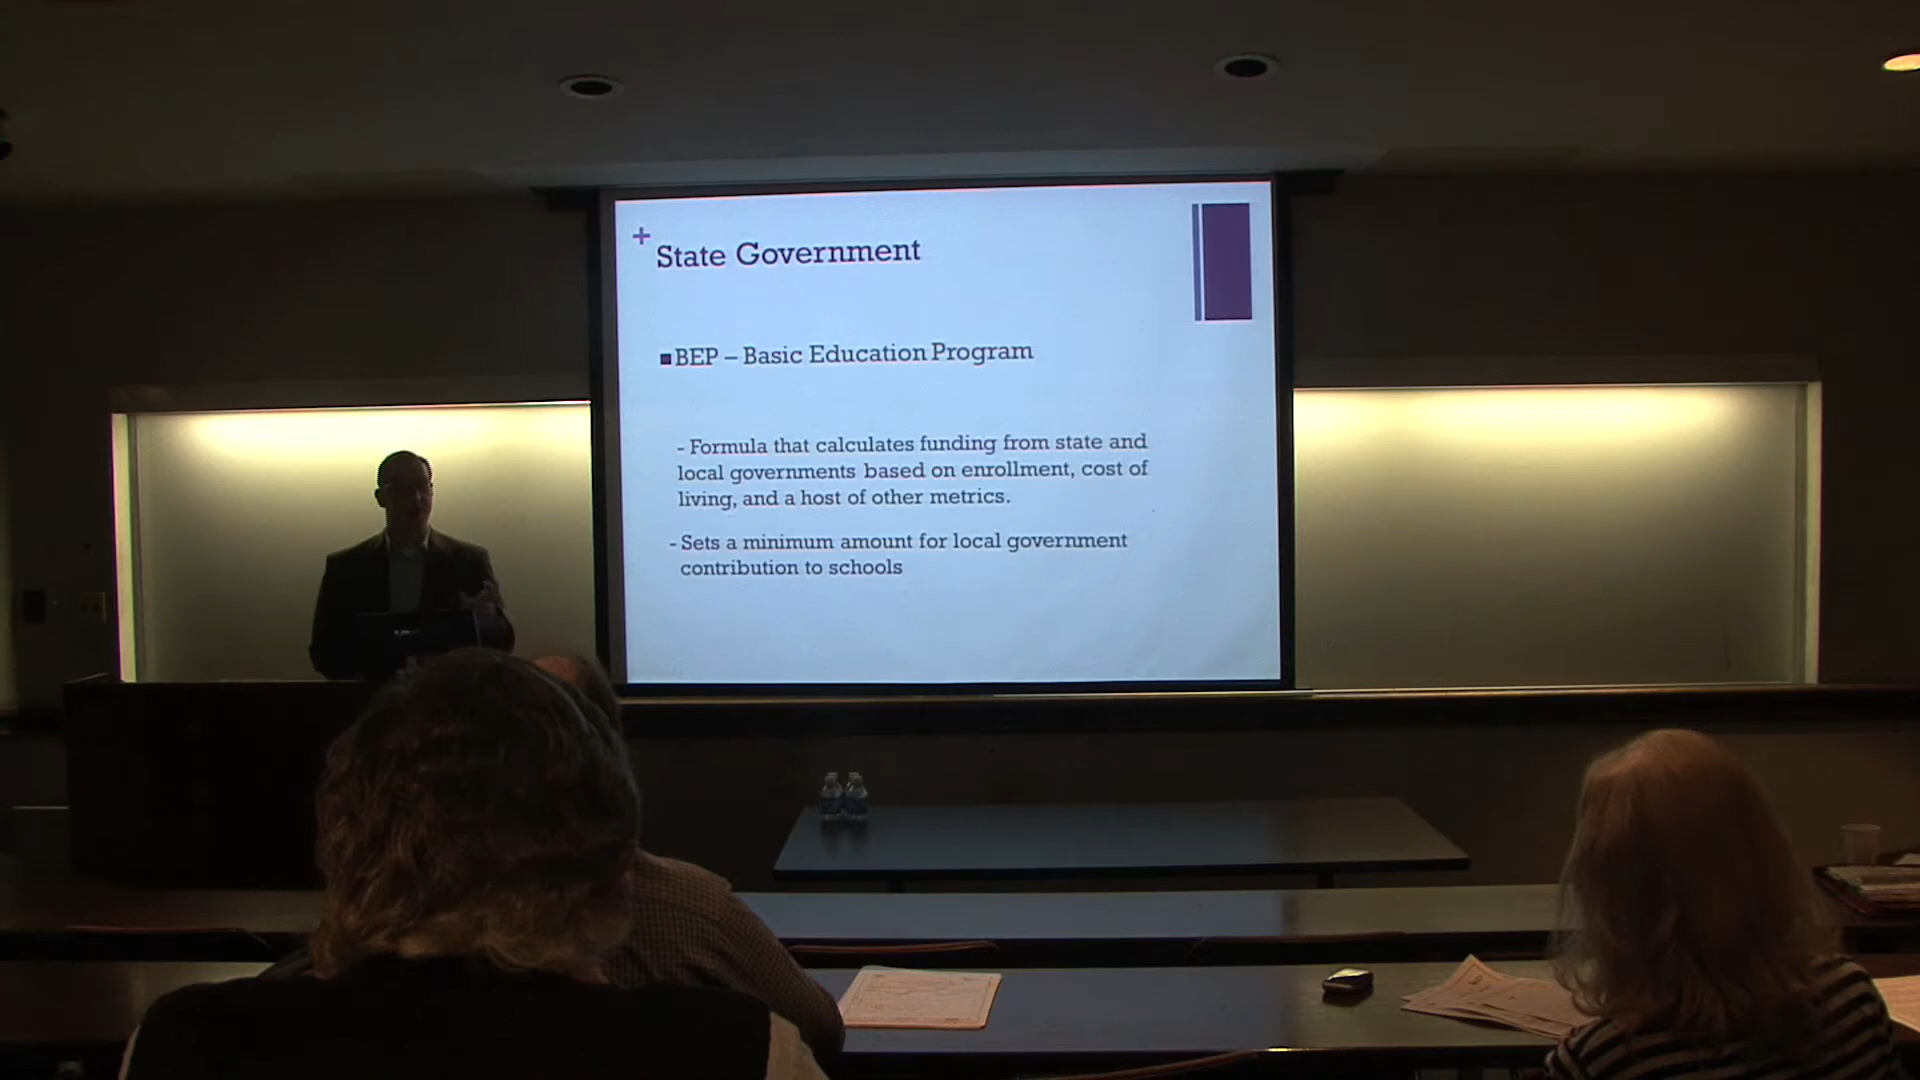 +
State Government
■BEP – Basic Education Program
- Formula that calculates funding from state and
local governments based on enrollment, cost of
living, and a host of other metrics.
- Sets a minimum amount for local government
contribution to schools